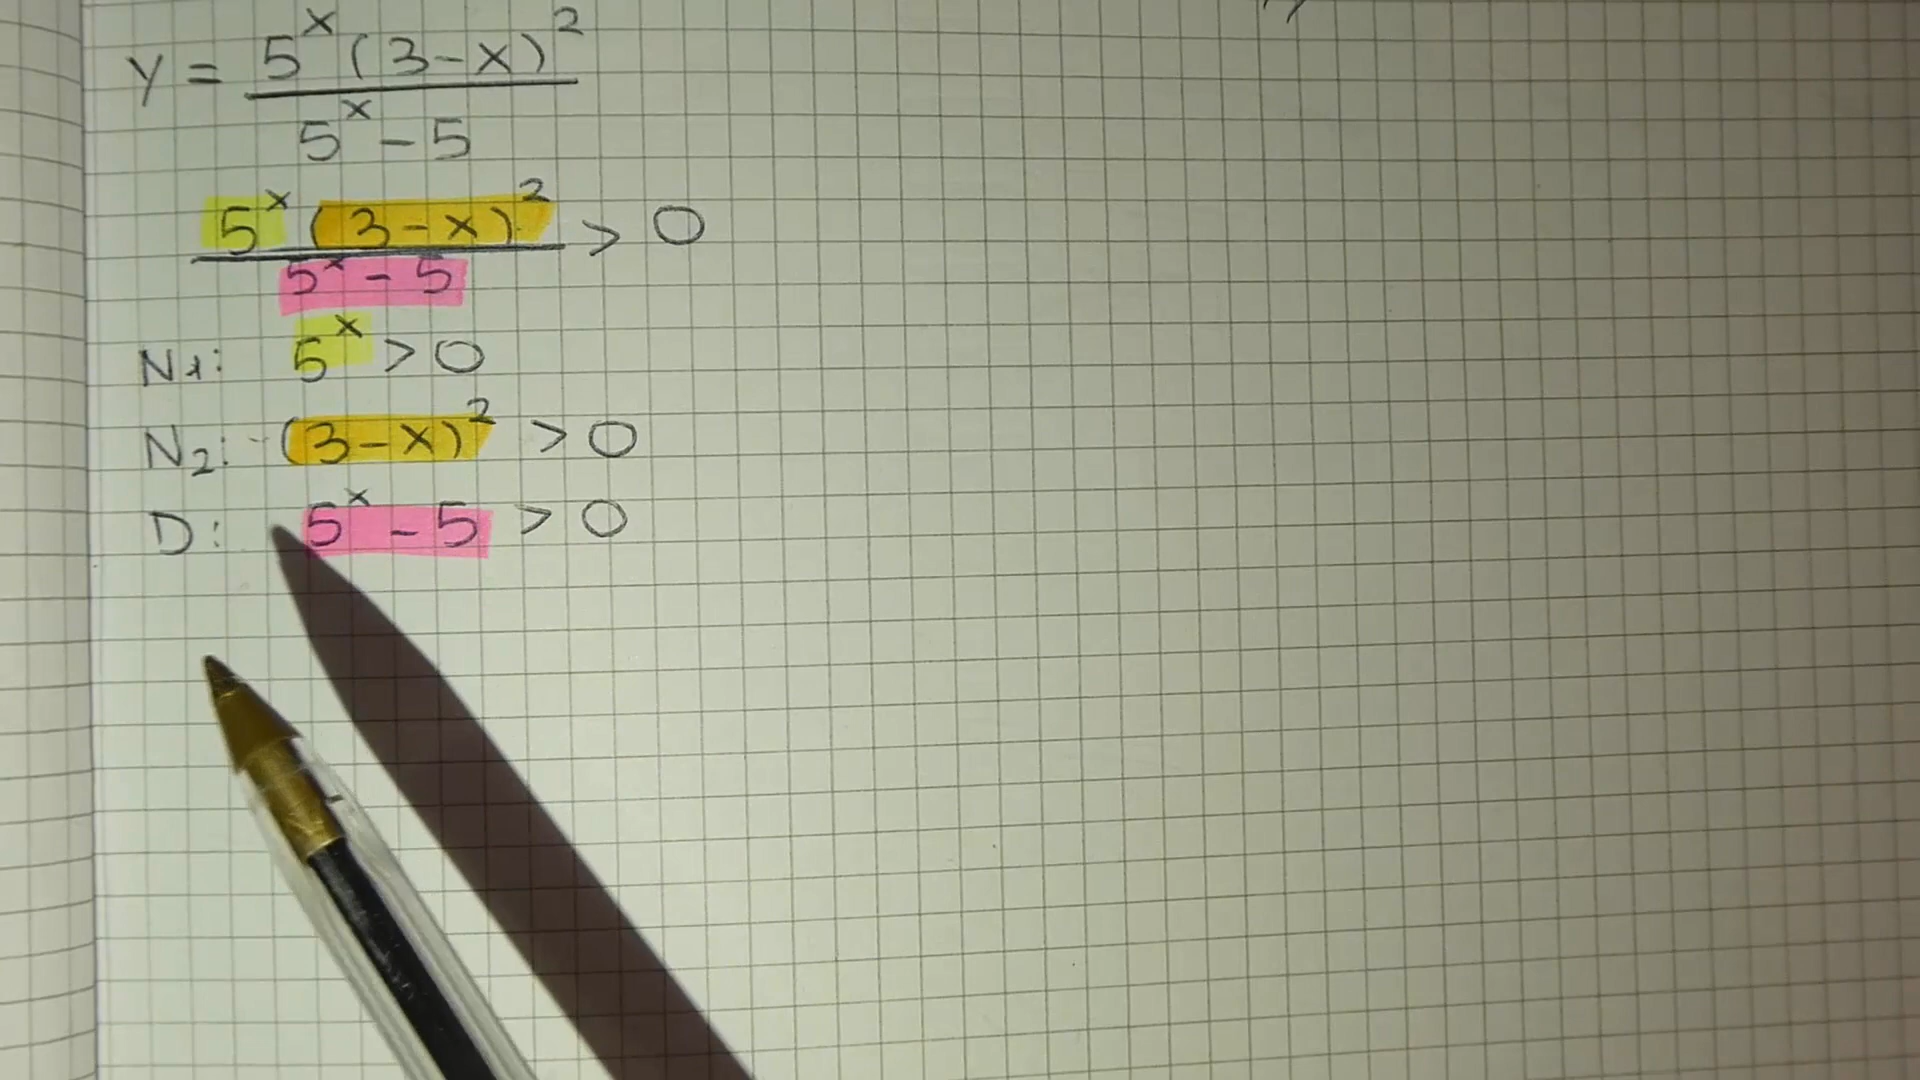 y = 5^x (3-x)^2 / 5^x - 5
5^x (3-x)^2 / 5^x - 5 > 0
N1: 5^x > 0
N2: (3-x)^2 > 0
D: 5^x - 5 > 0